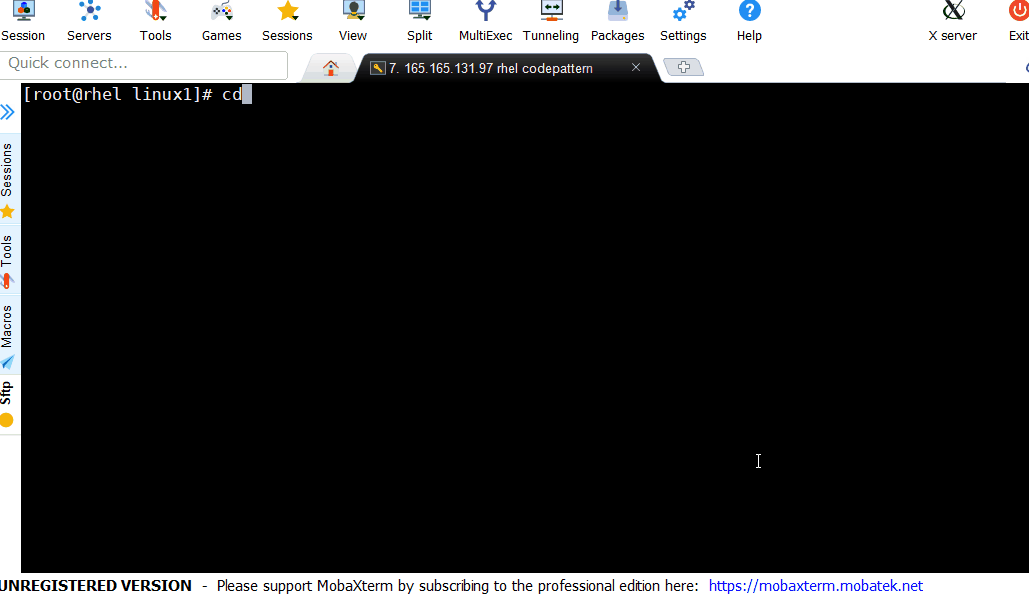 Session Servers Tools Games Sessions View Split MultiExec Tunneling Packages Settings Help X server Exit
Quick connect...
7. 165.165.131.97 rhel codepattern
[root@rhel linux1]# cd
Sessions
Tools
Macros
Sftp
UNREGISTERED VERSION - Please support MobaXterm by subscribing to the professional edition here: https://mobaxterm.mobatek.net